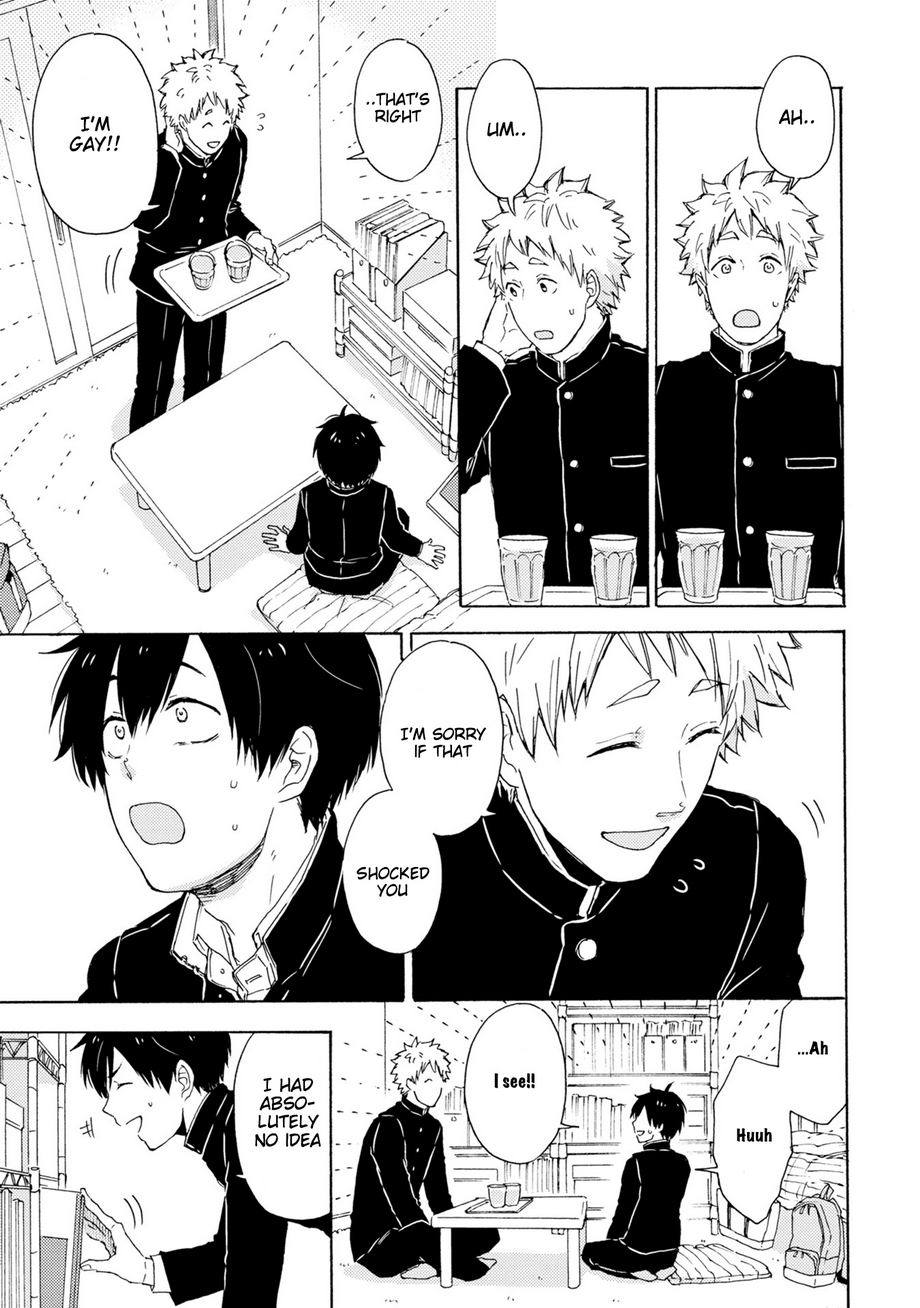 AH..
UM..
..THAT'S
RIGHT
I'M
GAY!!
I'M SORRY
IF THAT
SHOCKED
YOU
...Ah
Huuh
I see!!
I HAD
ABSO-
LUTELY
NO IDEA